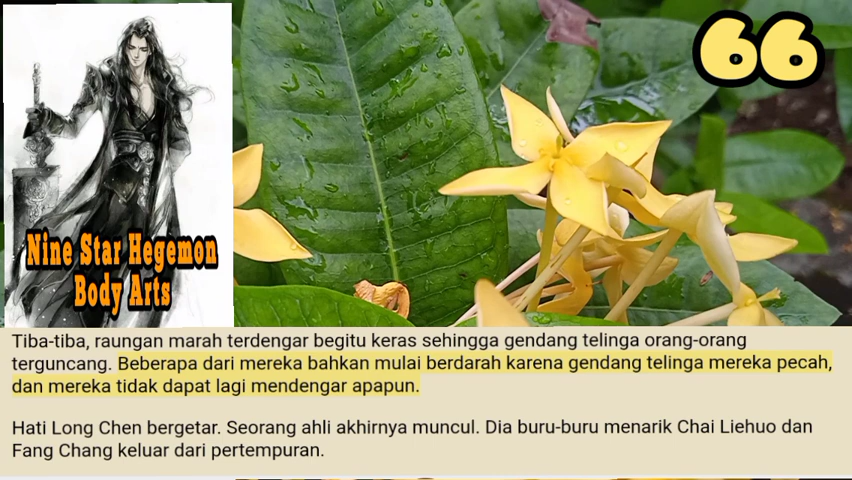 66
Nine Star Hegemon
Body Arts
Tiba-tiba, raungan marah terdengar begitu keras sehingga gendang telinga orang-orang
terguncang. Beberapa dari mereka bahkan mulai berdarah karena gendang telinga mereka pecah,
dan mereka tidak dapat lagi mendengar apapun.
Hati Long Chen bergetar. Seorang ahli akhirnya muncul. Dia buru-buru menarik Chai Liehuo dan
Fang Chang keluar dari pertempuran.